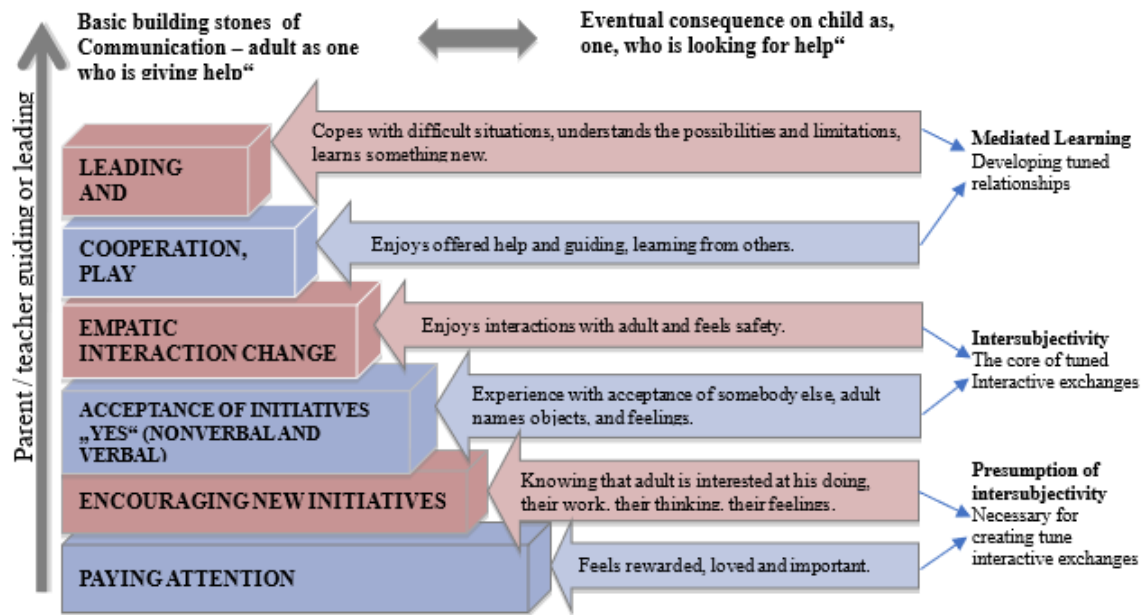 Basic building stones of
Communication – adult as one
who is giving help“
Eventual consequence on child as,
one, who is looking for help“
Parent / teacher guiding or leading
LEADING
AND
Copes with difficult situations, understands the possibilities and limitations,
learns something new.
Mediated Learning
Developing tuned
relationships
COOPERATION,
PLAY
Enjoys offered help and guiding, learning from others.
EMPATIC
INTERACTION CHANGE
Enjoys interactions with adult and feels safety.
Intersubjectivity
The core of tuned
Interactive exchanges
ACCEPTANCE OF INITIATIVES
„YES“ (NONVERBAL AND
VERBAL)
Experience with acceptance of somebody else, adult
names objects, and feelings.
ENCOURAGING NEW INITIATIVES
Knowing that adult is interested at his doing,
their work, their thinking, their feelings.
Presumption of
intersubjectivity
Necessary for
creating tune
interactive exchanges
PAYING ATTENTION
Feels rewarded, loved and important.